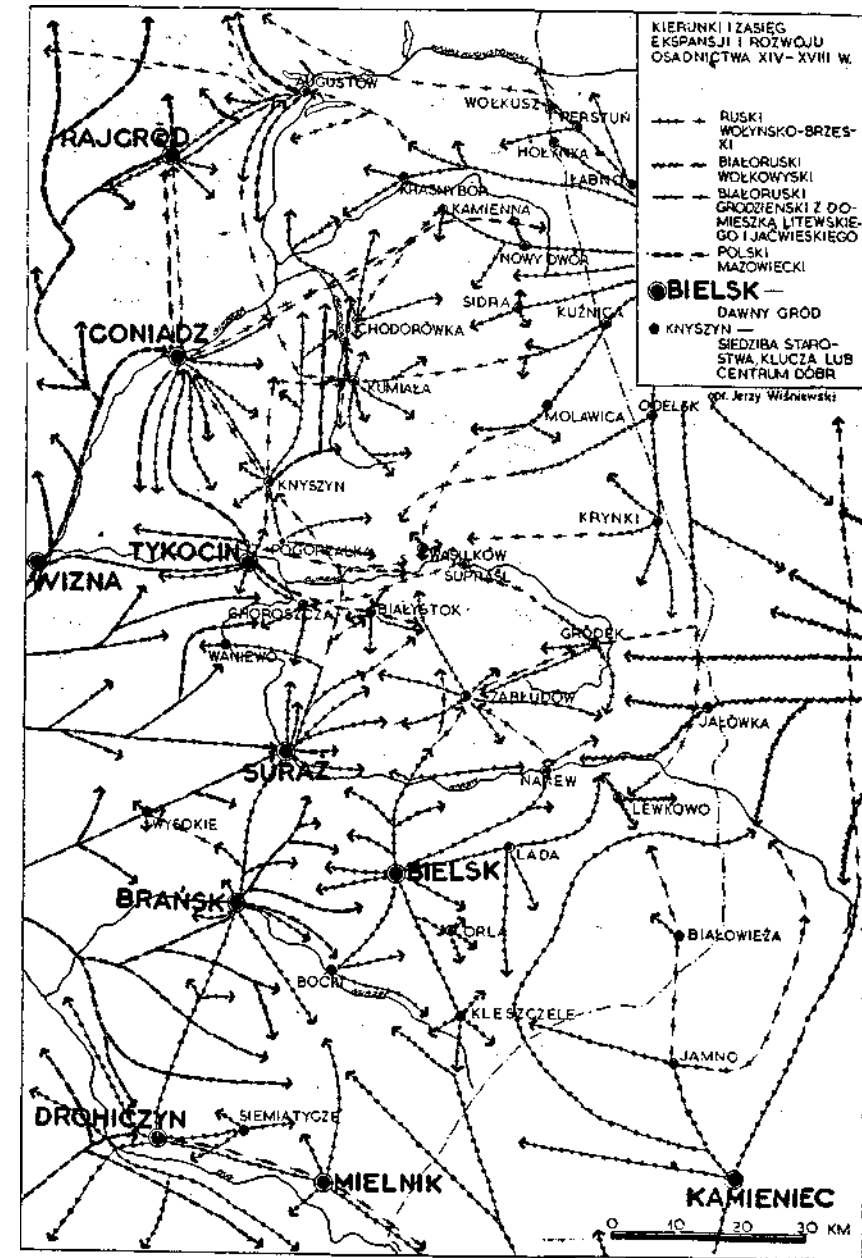 KIERUNKI I ZASIĘG
EKSPANSJI I ROZWOJU
OSADNICTWA XIV-XVIII W.
RUSKI
WOŁYŃSKO-BRZES-
KI
BIAŁORUSKI
WOŁKOWYSKI
BIAŁORUSKI
GRODZIEŃSKI Z DO-
MIESZKĄ LITEWSKIE-
GO I JAĆWIESKIEGO
POLSKI
MAZOWIECKI
BIELSK —
DAWNY GRÓD
KNYSZYN —
SIEDZIBA STARO-
STWA, KLUCZA LUB
CENTRUM DÓBR
opr. Jerzy Wiśniewski
AUGUSTÓW
WOŁKUSZ
PERSTUŃ
RAJGRÓD
HOŁYNKA
ŁABNO
KRASNYBÓR
KAMIENNA
NOWY DWÓR
SIDRA
KUŹNICA
GONIĄDZ
CHODORÓWKA
KUMIAŁA
MOLAWICA
ODELSK
KNYSZYN
KRYNKI
TYKOCIN
POGORZAŁKA
WASILKÓW
WIZNA
SUPRAŚL
CHOROSZCZA
BIAŁYSTOK
GRÓDEK
WANIEWO
ZABŁUDÓW
JAŁÓWKA
SURAŻ
NAREW
LEWKOWO
WYSOKIE
ŁADA
BIELSK
BRAŃSK
ORLA
BIAŁOWIEŻA
BOĆKI
KLESZCZELE
JAMNO
DROHICZYN
SIEMIATYCZE
MIELNIK
KAMIENIEC
0 10 20 30 KM